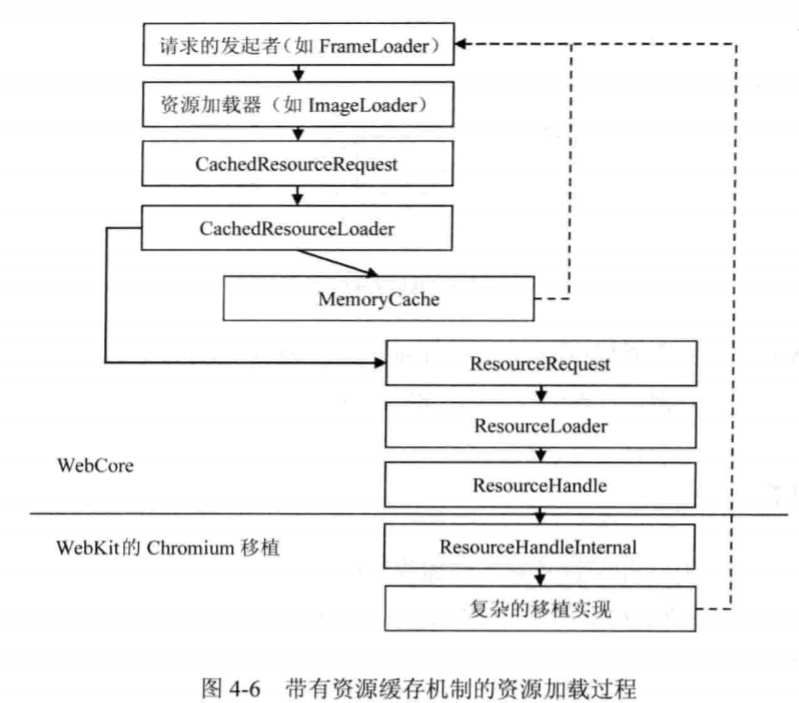 请求的发起者（如 FrameLoader）
资源加载器（如 ImageLoader）
CachedResourceRequest
CachedResourceLoader
MemoryCache
ResourceRequest
ResourceLoader
WebCore
ResourceHandle
WebKit的 Chromium 移植
ResourceHandleInternal
复杂的移植实现
图 4-6 带有资源缓存机制的资源加载过程